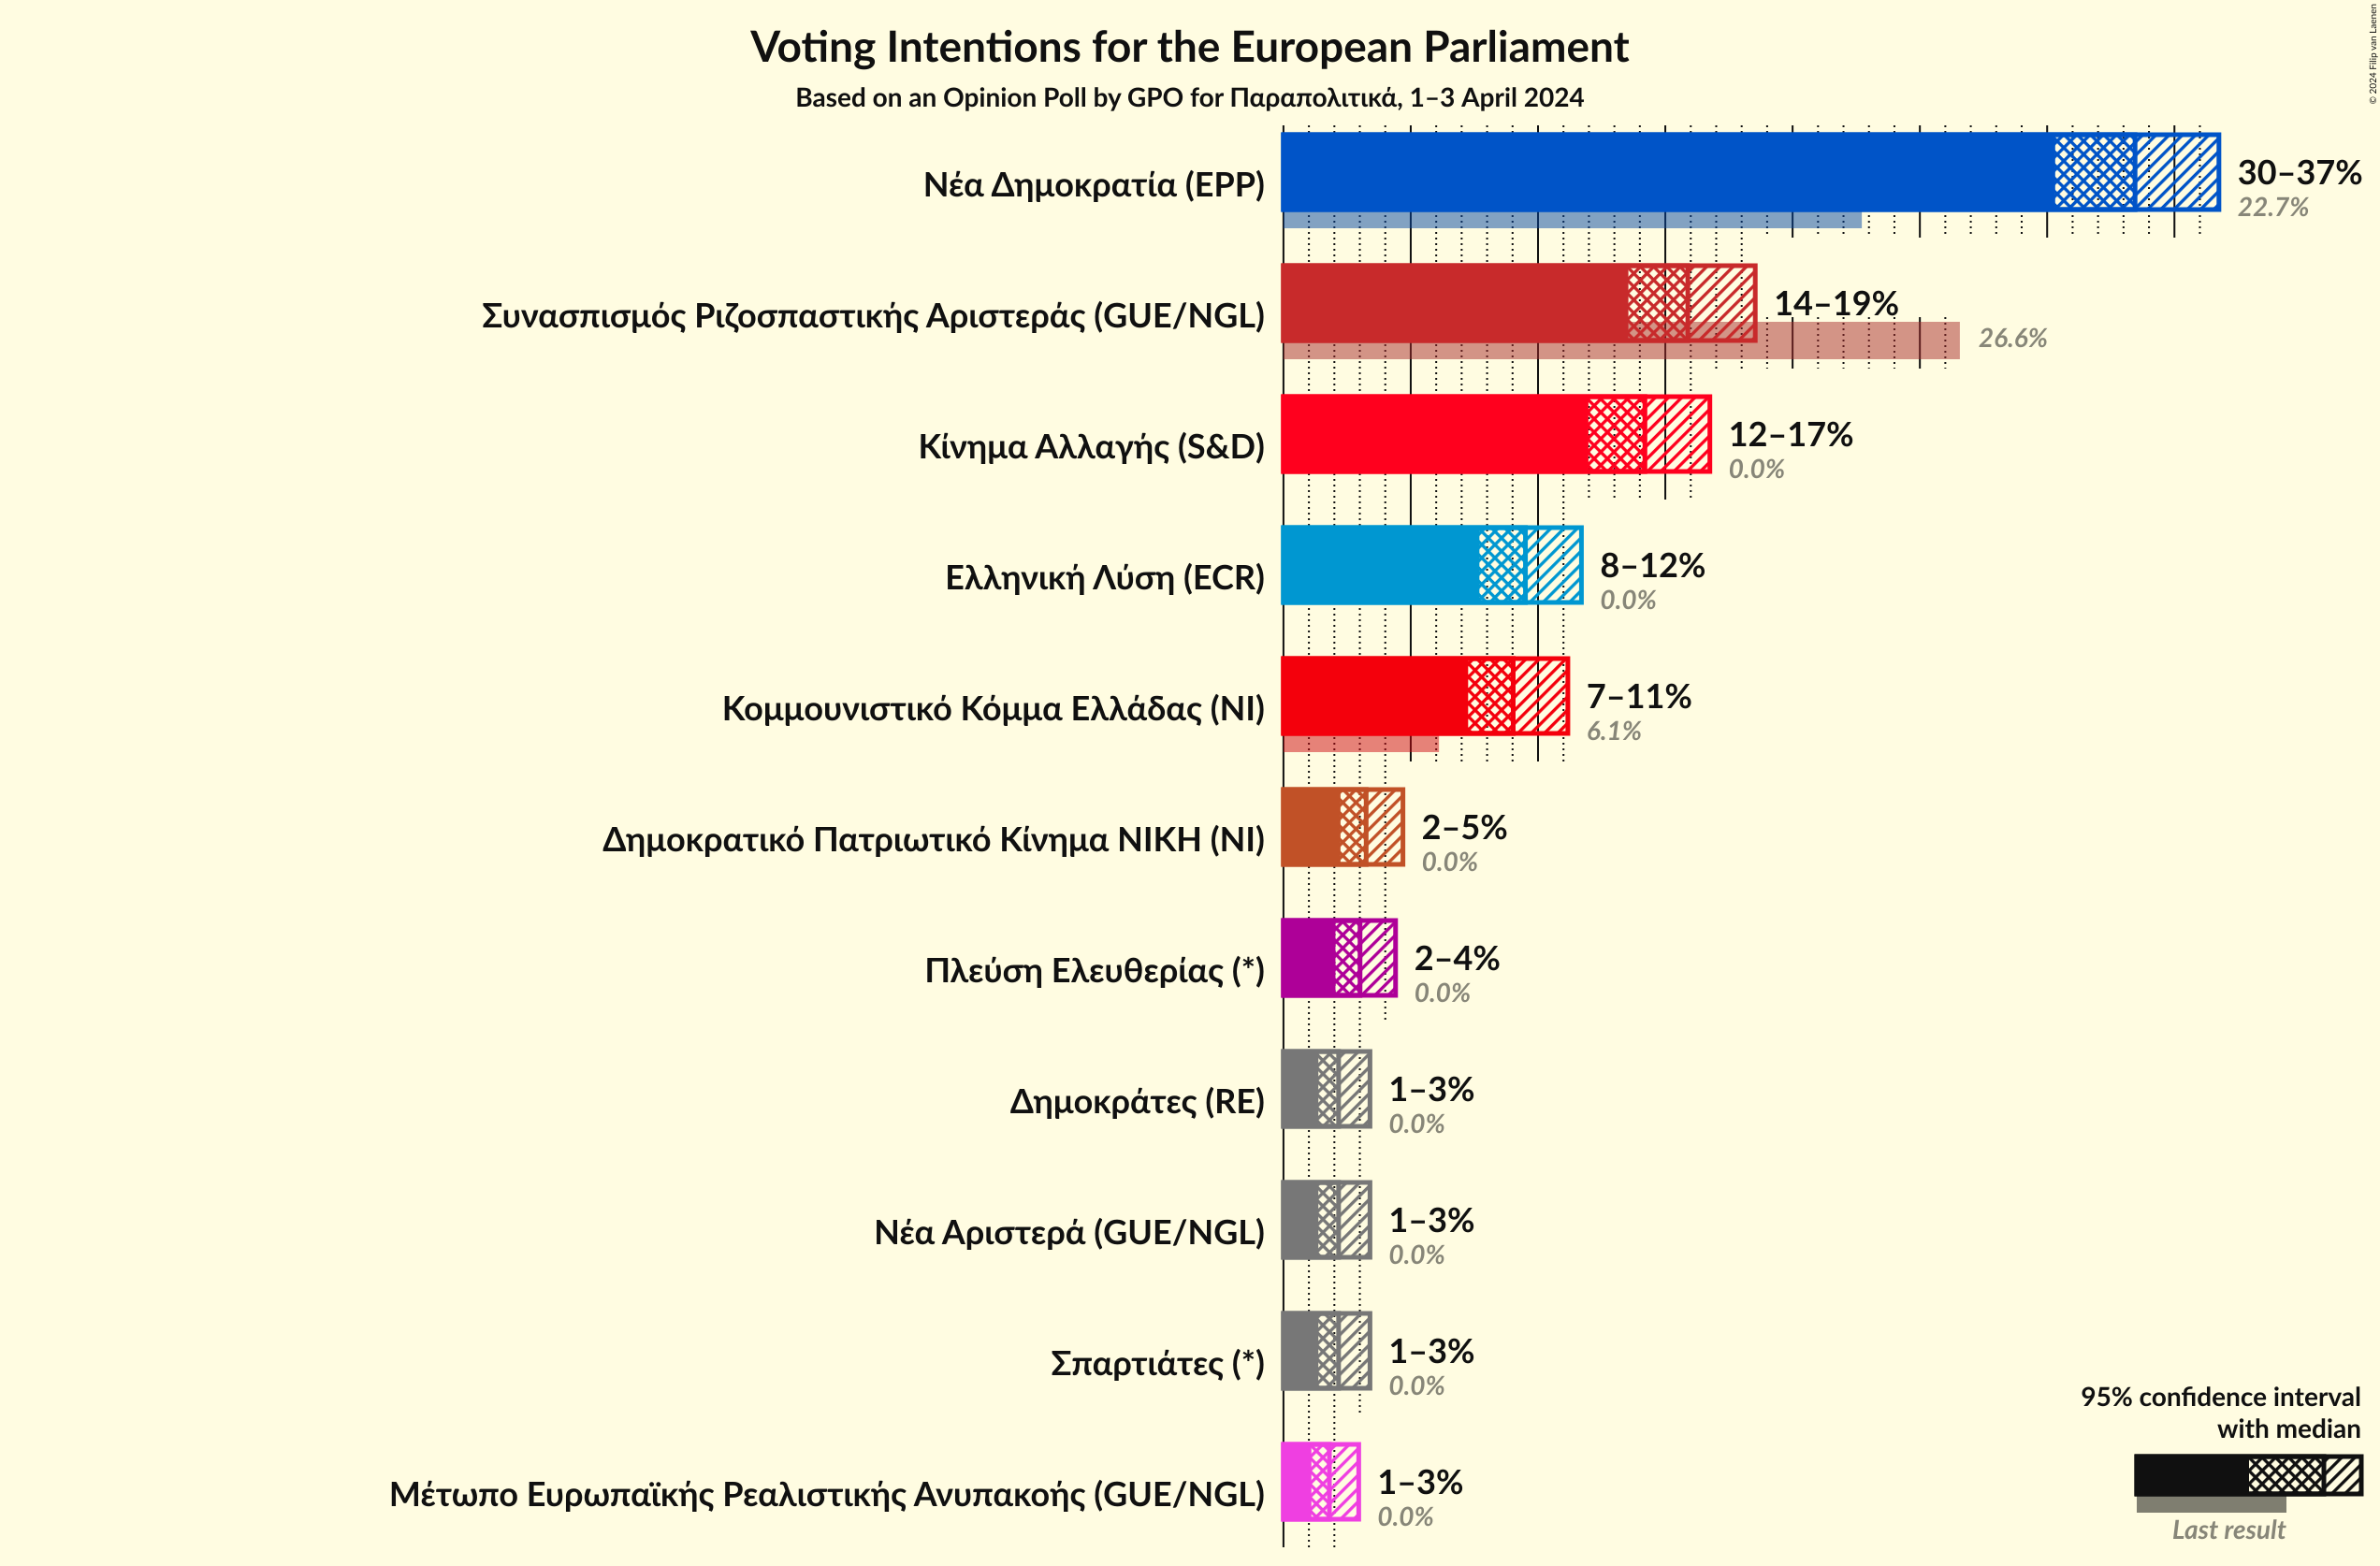 Voting Intentions for the European Parliament
Based on an Opinion Poll by GPO for Παραπολιτικά, 1–3 April 2024
© 2024 Filip van Laenen
Νέα Δημοκρατία (EPP)
30–37%
22.7%
Συνασπισμός Ριζοσπαστικής Αριστεράς (GUE/NGL)
14–19%
26.6%
Κίνημα Αλλαγής (S&D)
12–17%
0.0%
Ελληνική Λύση (ECR)
8–12%
0.0%
Κομμουνιστικό Κόμμα Ελλάδας (NI)
7–11%
6.1%
Δημοκρατικό Πατριωτικό Κίνημα ΝΙΚΗ (NI)
2–5%
0.0%
Πλεύση Ελευθερίας (*)
2–4%
0.0%
Δημοκράτες (RE)
1–3%
0.0%
Νέα Αριστερά (GUE/NGL)
1–3%
0.0%
Σπαρτιάτες (*)
1–3%
0.0%
Μέτωπο Ευρωπαϊκής Ρεαλιστικής Ανυπακοής (GUE/NGL)
1–3%
0.0%
95% confidence interval
with median
Last result